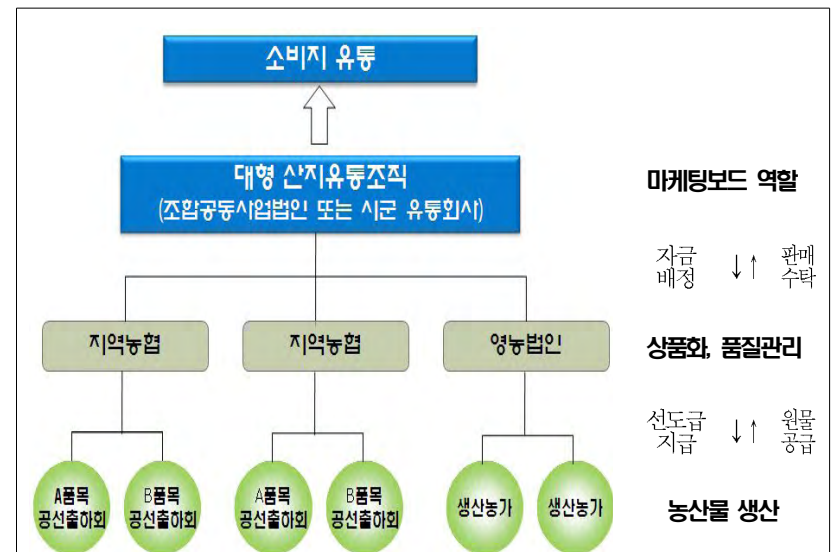 소비지 유통
대형 산지유통조직
(조합공동사업법인 또는 시군 유통회사)
마케팅보드 역할
자금
배정
↓↑
판매
수탁
지역농협
지역농협
영농법인
상품화, 품질관리
선도금
지급
↓↑
원물
공급
A품목
공선출하회
B품목
공선출하회
A품목
공선출하회
B품목
공선출하회
생산농가
생산농가
농산물 생산